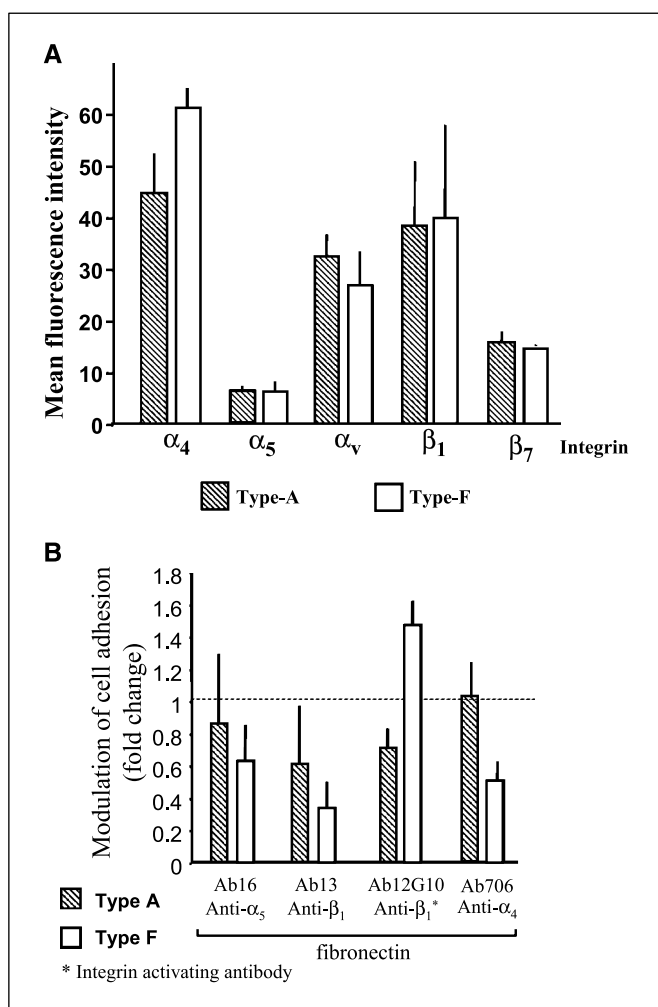 A
Mean fluorescence intensity
60
50
40
30
20
10
0
α4 α5 αv β1 β7 Integrin
Type-A Type-F
B
Modulation of cell adhesion
(fold change)
1.8
1.6
1.4
1.2
1
0.8
0.6
0.4
0.2
0
Ab16 Ab13 Ab12G10 Ab706
Anti-α5 Anti-β1 Anti-β1* Anti-α4
Type A
Type F
fibronectin
* Integrin activating antibody